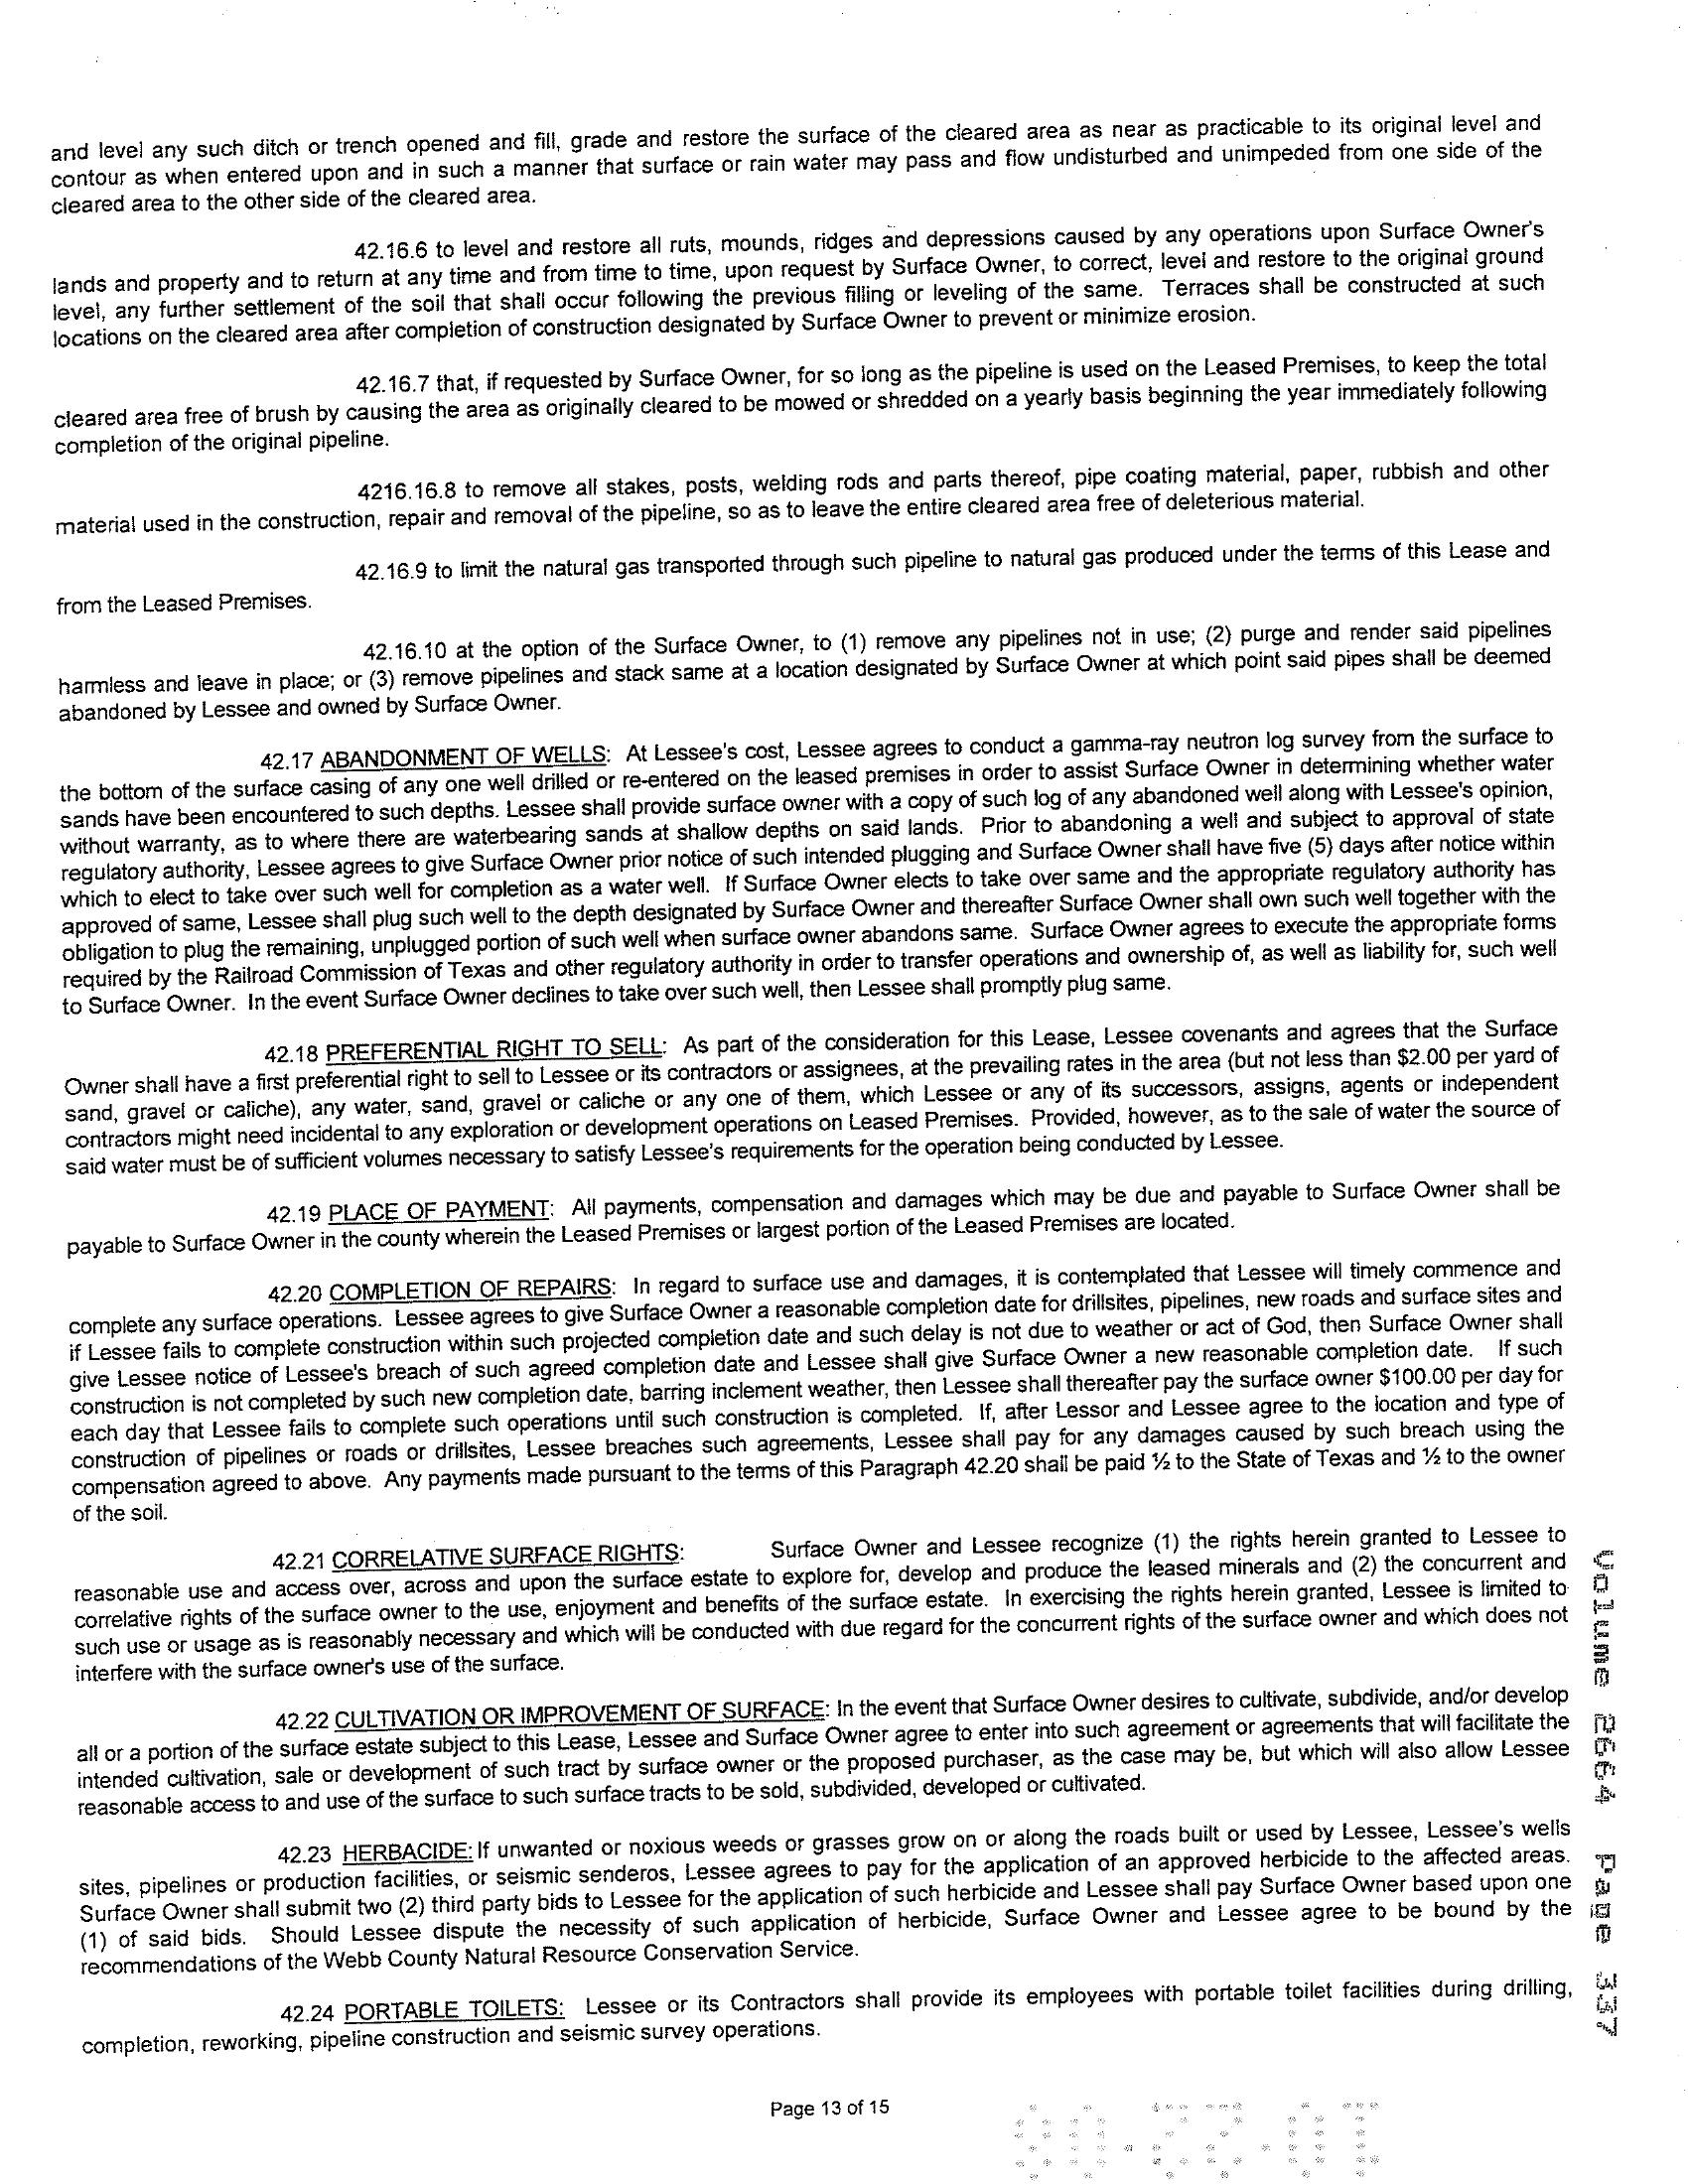 and level any such ditch or trench opened and fill, grade and restore the surface of the cleared area as near as practicable to its original level and
contour as when entered upon and in such a manner that surface or rain water may pass and flow undisturbed and unimpeded from one side of the
cleared area to the other side of the cleared area.
42.16.6 to level and restore all ruts, mounds, ridges and depressions caused by any operations upon Surface Owner's
lands and property and to return at any time and from time to time, upon request by Surface Owner, to correct, level and restore to the original ground
level, any further settlement of the soil that shall occur following the previous filling or leveling of the same. Terraces shall be constructed at such
locations on the cleared area after completion of construction designated by Surface Owner to prevent or minimize erosion.
42.16.7 that, if requested by Surface Owner, for so long as the pipeline is used on the Leased Premises, to keep the total
cleared area free of brush by causing the area as originally cleared to be mowed or shredded on a yearly basis beginning the year immediately following
completion of the original pipeline.
4216.16.8 to remove all stakes, posts, welding rods and parts thereof, pipe coating material, paper, rubbish and other
material used in the construction, repair and removal of the pipeline, so as to leave the entire cleared area free of deleterious material.
42.16.9 to limit the natural gas transported through such pipeline to natural gas produced under the terms of this Lease and
from the Leased Premises.
42.16.10 at the option of the Surface Owner, to (1) remove any pipelines not in use; (2) purge and render said pipelines
harmless and leave in place; or (3) remove pipelines and stack same at a location designated by Surface Owner at which point said pipes shall be deemed
abandoned by Lessee and owned by Surface Owner.
42.17 ABANDONMENT OF WELLS: At Lessee's cost, Lessee agrees to conduct a gamma-ray neutron log survey from the surface to
the bottom of the surface casing of any one well drilled or re-entered on the leased premises in order to assist Surface Owner in determining whether water
sands have been encountered to such depths. Lessee shall provide surface owner with a copy of such log of any abandoned well along with Lessee's opinion,
without warranty, as to where there are waterbearing sands at shallow depths on said lands. Prior to abandoning a well and subject to approval of state
regulatory authority, Lessee agrees to give Surface Owner prior notice of such intended plugging and Surface Owner shall have five (5) days after notice within
which to elect to take over such well for completion as a water well. If Surface Owner elects to take over same and the appropriate regulatory authority has
approved of same, Lessee shall plug such well to the depth designated by Surface Owner and thereafter Surface Owner shall own such well together with the
obligation to plug the remaining, unplugged portion of such well when surface owner abandons same. Surface Owner agrees to execute the appropriate forms
required by the Railroad Commission of Texas and other regulatory authority in order to transfer operations and ownership of, as well as liability for, such well
to Surface Owner. In the event Surface Owner declines to take over such well, then Lessee shall promptly plug same.
42.18 PREFERENTIAL RIGHT TO SELL: As part of the consideration for this Lease, Lessee covenants and agrees that the Surface
Owner shall have a first preferential right to sell to Lessee or its contractors or assignees, at the prevailing rates in the area (but not less than $2.00 per yard of
sand, gravel or caliche), any water, sand, gravel or caliche or any one of them, which Lessee or any of its successors, assigns, agents or independent
contractors might need incidental to any exploration or development operations on Leased Premises. Provided, however, as to the sale of water the source of
said water must be of sufficient volumes necessary to satisfy Lessee's requirements for the operation being conducted by Lessee.
42.19 PLACE OF PAYMENT: All payments, compensation and damages which may be due and payable to Surface Owner shall be
payable to Surface Owner in the county wherein the Leased Premises or largest portion of the Leased Premises are located.
42.20 COMPLETION OF REPAIRS: In regard to surface use and damages, it is contemplated that Lessee will timely commence and
complete any surface operations. Lessee agrees to give Surface Owner a reasonable completion date for drillsites, pipelines, new roads and surface sites and
if Lessee fails to complete construction within such projected completion date and such delay is not due to weather or act of God, then Surface Owner shall
give Lessee notice of Lessee's breach of such agreed completion date and Lessee shall give Surface Owner a new reasonable completion date. If such
construction is not completed by such new completion date, barring inclement weather, then Lessee shall thereafter pay the surface owner $100.00 per day for
each day that Lessee fails to complete such operations until such construction is completed. If, after Lessor and Lessee agree to the location and type of
construction of pipelines or roads or drillsites, Lessee breaches such agreements, Lessee shall pay for any damages caused by such breach using the
compensation agreed to above. Any payments made pursuant to the terms of this Paragraph 42.20 shall be paid ½ to the State of Texas and ½ to the owner
of the soil.
42.21 CORRELATIVE SURFACE RIGHTS: Surface Owner and Lessee recognize (1) the rights herein granted to Lessee to
reasonable use and access over, across and upon the surface estate to explore for, develop and produce the leased minerals and (2) the concurrent and
correlative rights of the surface owner to the use, enjoyment and benefits of the surface estate. In exercising the rights herein granted, Lessee is limited to
such use or usage as is reasonably necessary and which will be conducted with due regard for the concurrent rights of the surface owner and which does not
interfere with the surface owner's use of the surface.
42.22 CULTIVATION OR IMPROVEMENT OF SURFACE: In the event that Surface Owner desires to cultivate, subdivide, and/or develop
all or a portion of the surface estate subject to this Lease, Lessee and Surface Owner agree to enter into such agreement or agreements that will facilitate the
intended cultivation, sale or development of such tract by surface owner or the proposed purchaser, as the case may be, but which will also allow Lessee
reasonable access to and use of the surface to such surface tracts to be sold, subdivided, developed or cultivated.
42.23 HERBACIDE: If unwanted or noxious weeds or grasses grow on or along the roads built or used by Lessee, Lessee's wells
sites, pipelines or production facilities, or seismic senderos, Lessee agrees to pay for the application of an approved herbicide to the affected areas.
Surface Owner shall submit two (2) third party bids to Lessee for the application of such herbicide and Lessee shall pay Surface Owner based upon one
(1) of said bids. Should Lessee dispute the necessity of such application of herbicide, Surface Owner and Lessee agree to be bound by the
recommendations of the Webb County Natural Resource Conservation Service.
42.24 PORTABLE TOILETS: Lessee or its Contractors shall provide its employees with portable toilet facilities during drilling,
completion, reworking, pipeline construction and seismic survey operations.
Page 13 of 15
Volume 2664 Page 337